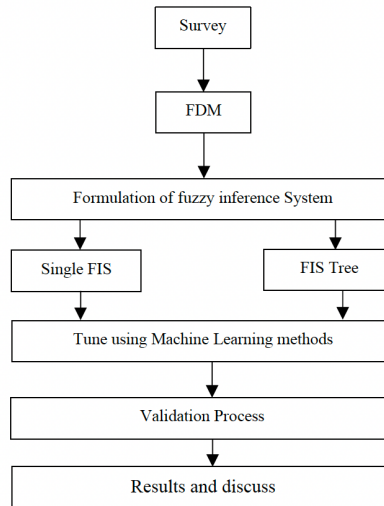 Survey
FDM
Formulation of fuzzy inference System
Single FIS
FIS Tree
Tune using Machine Learning methods
Validation Process
Results and discuss